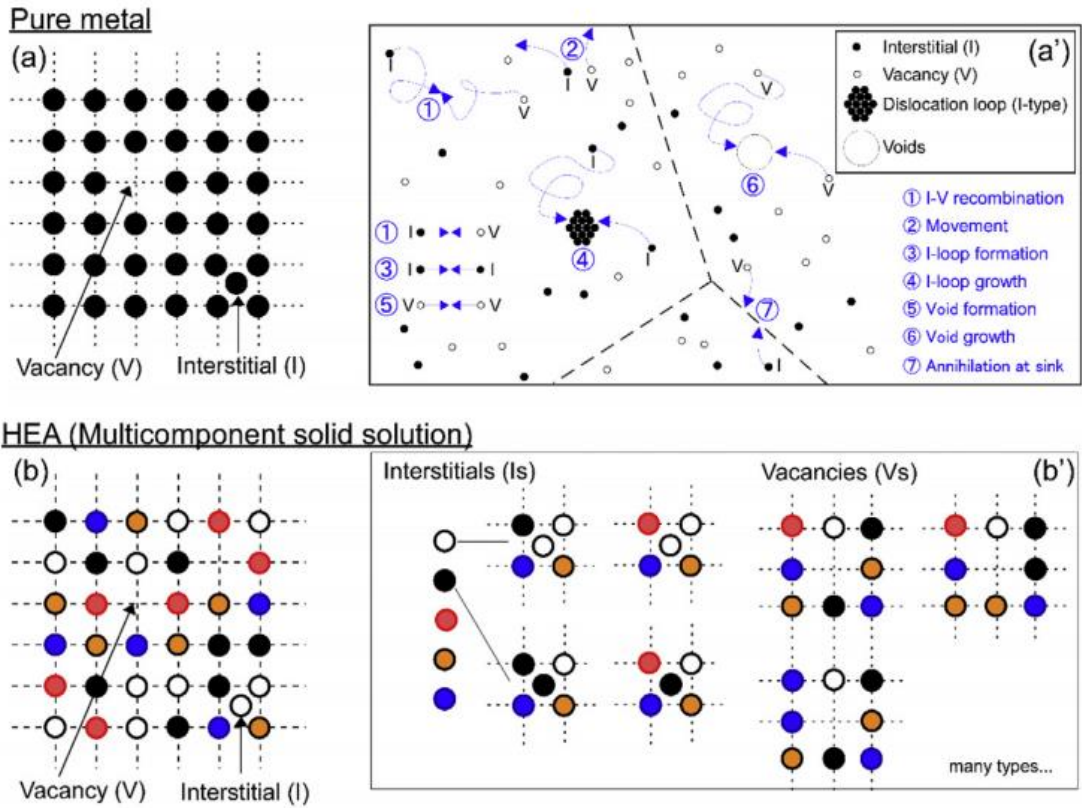 Pure metal
(a)
Vacancy (V)
Interstitial (I)
(a')
Interstitial (I)
Vacancy (V)
Dislocation loop (I-type)
Voids
① I-V recombination
② Movement
③ I-loop formation
④ I-loop growth
⑤ Void formation
⑥ Void growth
⑦ Annihilation at sink
I
①
V
②
I V
V
⑥
V
I
④
I
① I V
③ I I
⑤ V V
V
⑦
I
HEA (Multicomponent solid solution)
(b)
Vacancy (V)
Interstitial (I)
Interstitials (Is)
Vacancies (Vs)
(b')
many types...